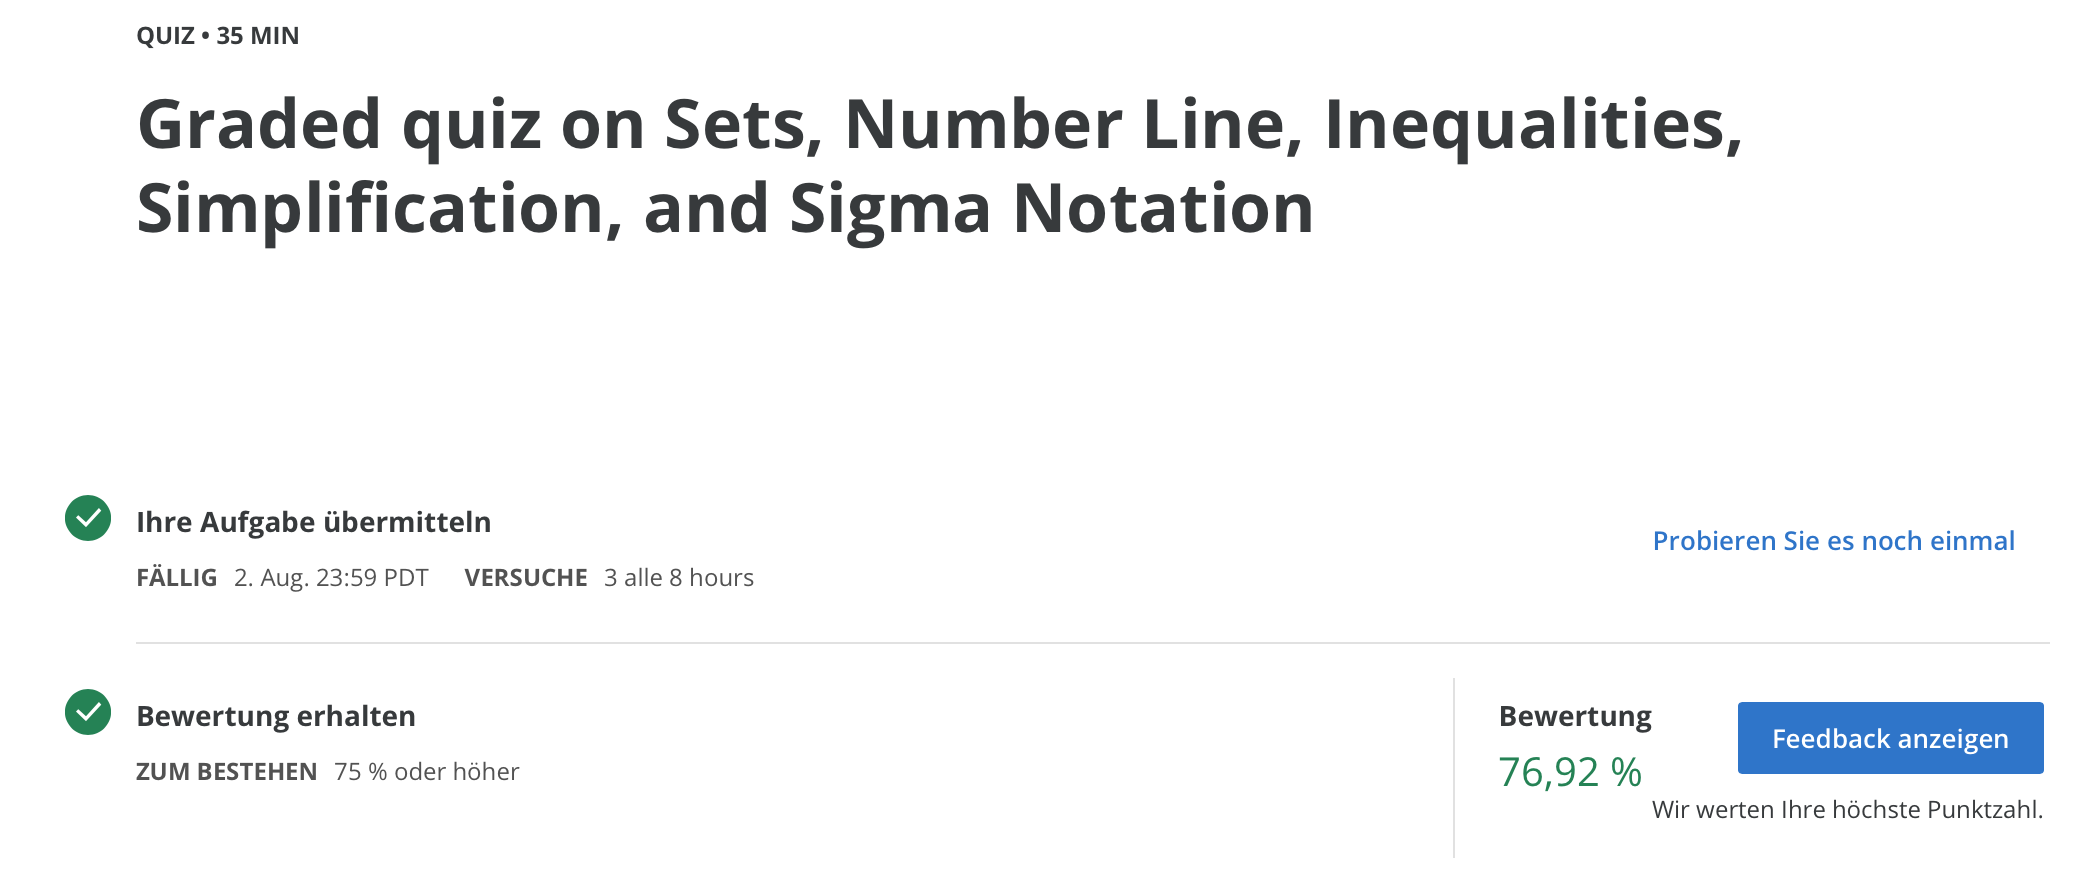 QUIZ • 35 MIN
Graded quiz on Sets, Number Line, Inequalities,
Simplification, and Sigma Notation
Ihre Aufgabe übermitteln
Probieren Sie es noch einmal
FÄLLIG 2. Aug. 23:59 PDT VERSUCHE 3 alle 8 hours
Bewertung erhalten
ZUM BESTEHEN 75 % oder höher
Bewertung
76,92 %
Feedback anzeigen
Wir werten Ihre höchste Punktzahl.